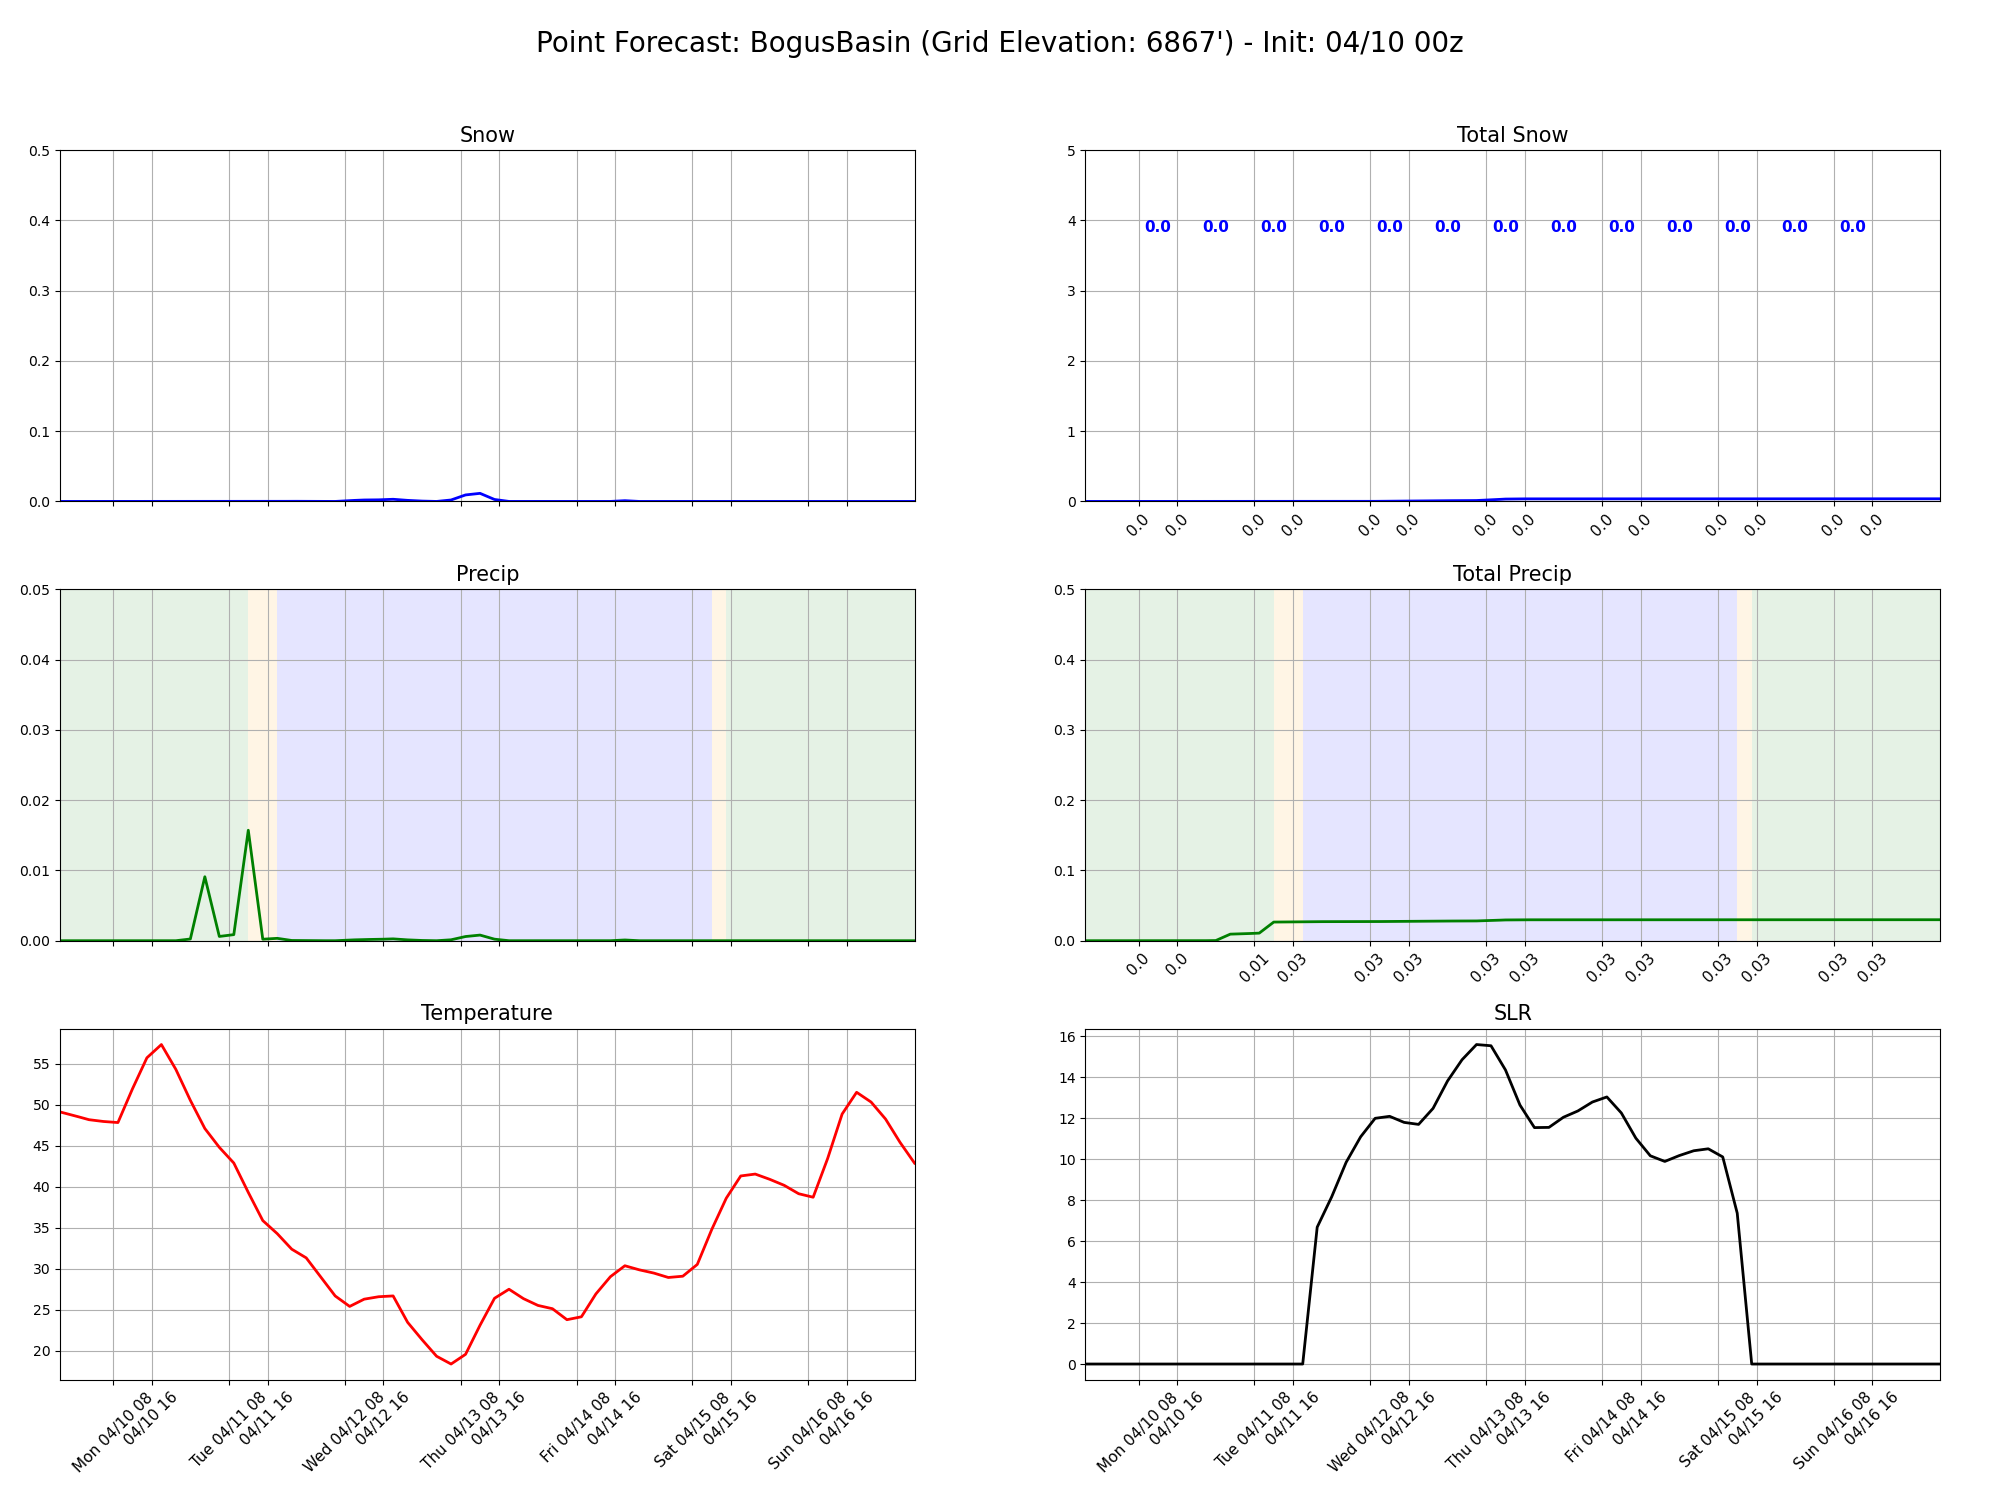 Point Forecast: BogusBasin (Grid Elevation: 6867') - Init: 04/10 00z
Snow
0.5
0.4
0.3
0.2
0.1
0.0
Total Snow
5
4
3
2
1
0
0.0 0.0 0.0 0.0 0.0 0.0 0.0 0.0 0.0 0.0 0.0 0.0 0.0
0.0 0.0 0.0 0.0 0.0 0.0 0.0 0.0 0.0 0.0 0.0 0.0 0.0 0.0
Precip
0.05
0.04
0.03
0.02
0.01
0.00
Total Precip
0.5
0.4
0.3
0.2
0.1
0.0
0.0 0.0 0.01 0.03 0.03 0.03 0.03 0.03 0.03 0.03 0.03 0.03 0.03 0.03
Temperature
55
50
45
40
35
30
25
20
Mon 04/10 08
04/10 16
Tue 04/11 08
04/11 16
Wed 04/12 08
04/12 16
Thu 04/13 08
04/13 16
Fri 04/14 08
04/14 16
Sat 04/15 08
04/15 16
Sun 04/16 08
04/16 16
SLR
16
14
12
10
8
6
4
2
0
Mon 04/10 08
04/10 16
Tue 04/11 08
04/11 16
Wed 04/12 08
04/12 16
Thu 04/13 08
04/13 16
Fri 04/14 08
04/14 16
Sat 04/15 08
04/15 16
Sun 04/16 08
04/16 16